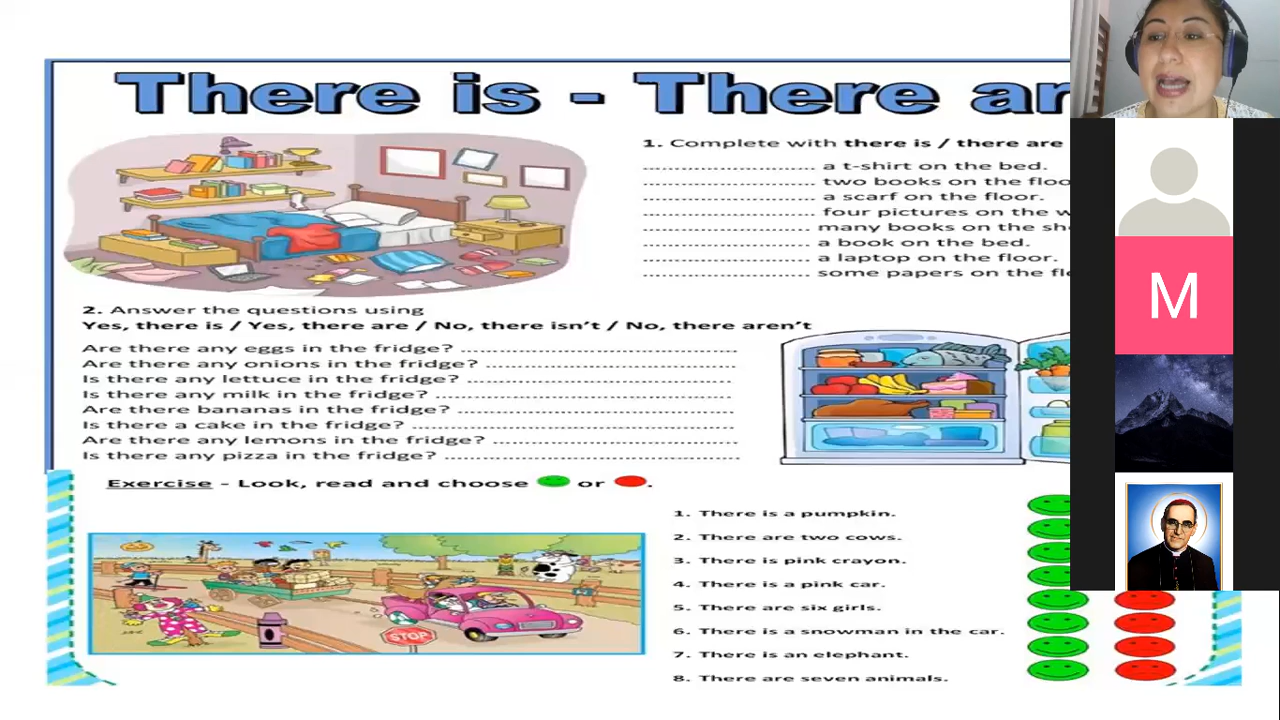 There is - There ar
1. Complete with there is / there are
.................................... a t-shirt on the bed.
.................................... two books on the floo
.................................... a scarf on the floor.
.................................... four pictures on the w
.................................... many books on the sh
.................................... a book on the bed.
.................................... a laptop on the floor.
.................................... some papers on the fl
2. Answer the questions using
Yes, there is / Yes, there are / No, there isn't / No, there aren't
Are there any eggs in the fridge? ....................................
Are there any onions in the fridge? ....................................
Is there any lettuce in the fridge? ....................................
Is there any milk in the fridge? ....................................
Are there bananas in the fridge? ....................................
Is there a cake in the fridge? ....................................
Are there any lemons in the fridge? ....................................
Is there any pizza in the fridge? ....................................
Exercise - Look, read and choose or .
1. There is a pumpkin.
2. There are two cows.
3. There is pink crayon.
4. There is a pink car.
5. There are six girls.
6. There is a snowman in the car.
7. There is an elephant.
8. There are seven animals.
STOP
M